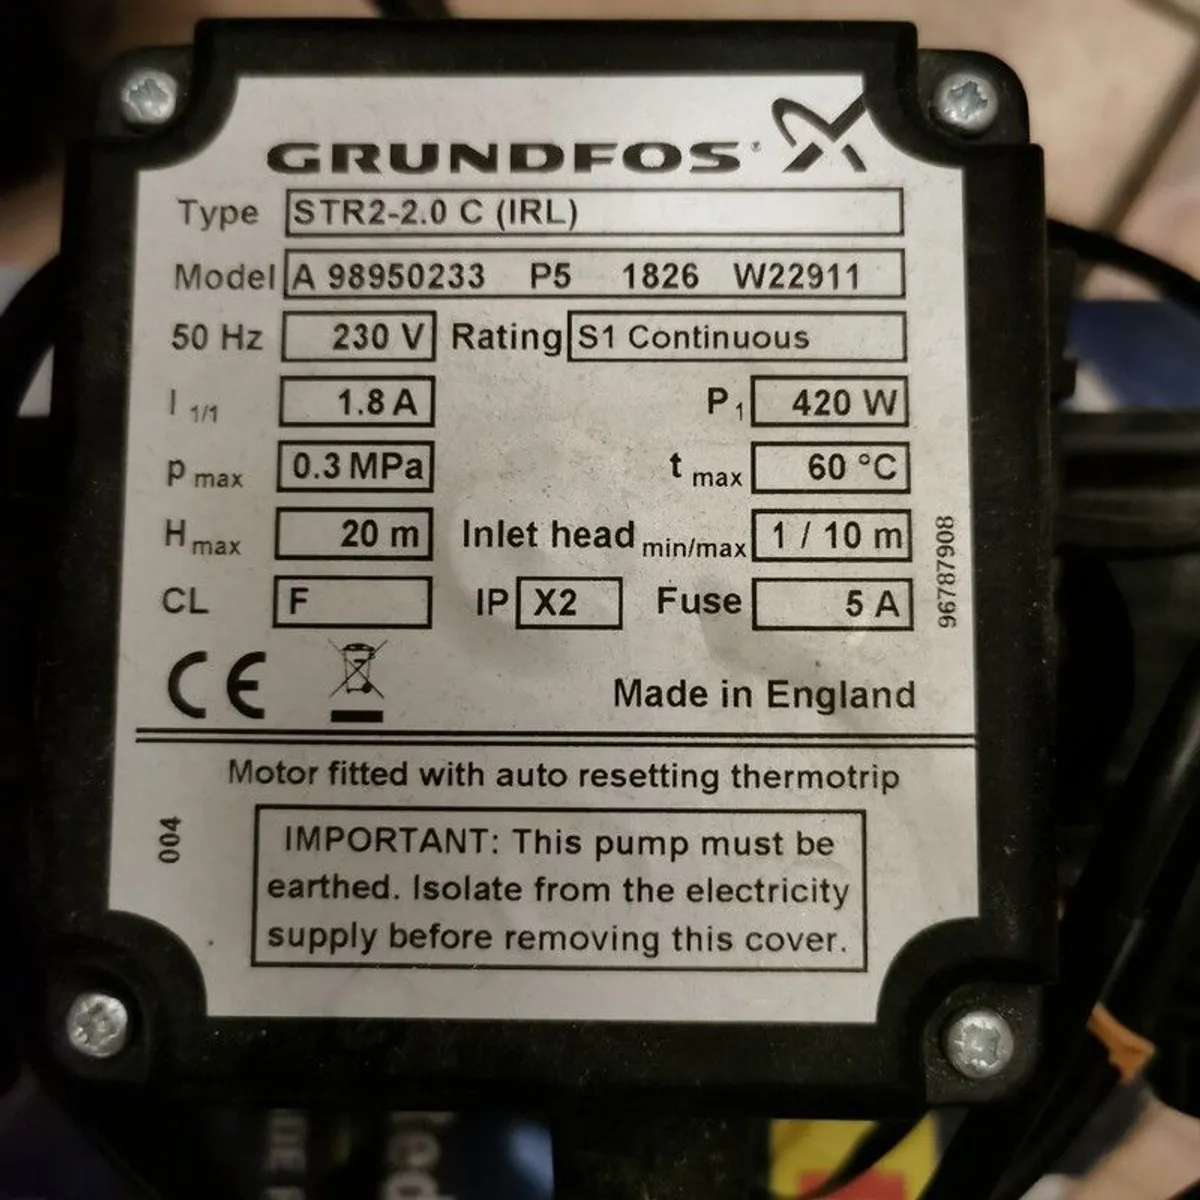 GRUNDFOS
Type STR2-2.0 C (IRL)
Model A 98950233 P5 1826 W22911
50 Hz 230 V Rating S1 Continuous
I 1/1 1.8 A P1 420 W
p max 0.3 MPa t max 60 °C
H max 20 m Inlet head min/max 1 / 10 m
CL F IP X2 Fuse 5 A
96787908
CE
Made in England
Motor fitted with auto resetting thermotrip
004
IMPORTANT: This pump must be
earthed. Isolate from the electricity
supply before removing this cover.